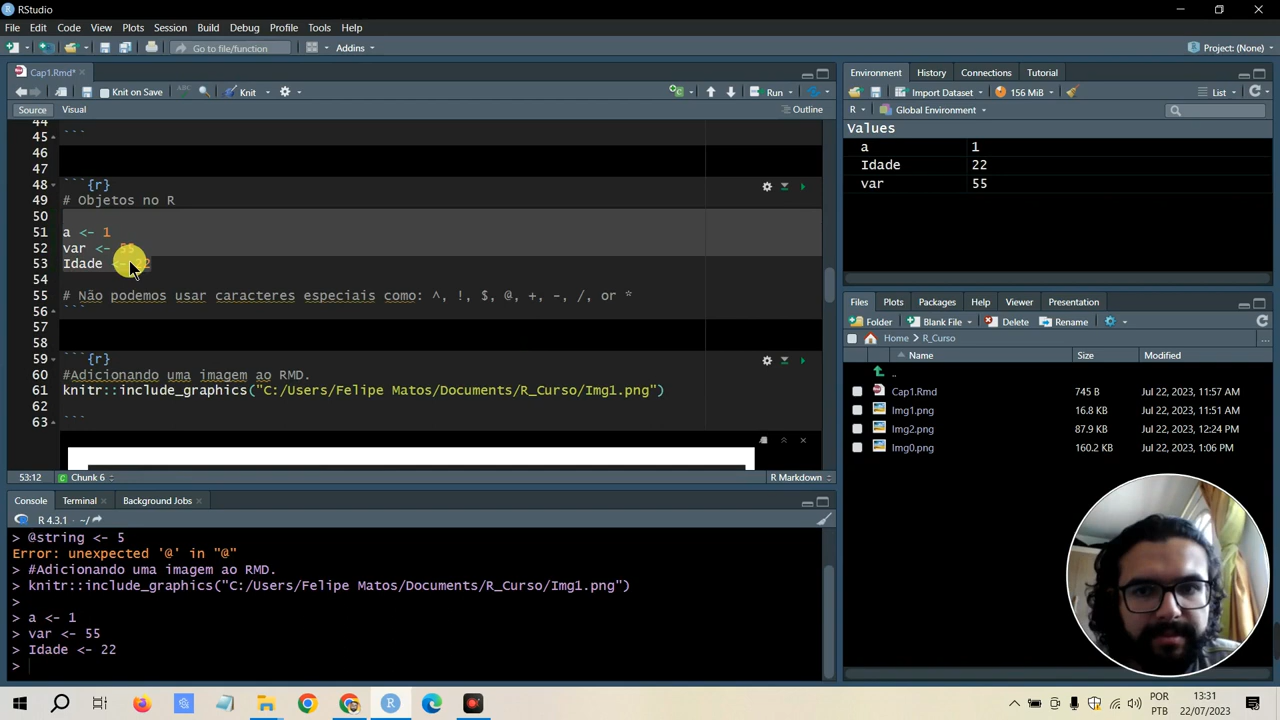 RStudio
File Edit Code View Plots Session Build Debug Profile Tools Help
Go to file/function Addins Project: (None)
Cap1.Rmd*
Knit on Save Knit Run
Source Visual Outline
44
45 ```
46
47
48 ```{r}
49 # Objetos no R
50
51 a <- 1
52 var <- 55
53 Idade <- 22
54
55 # Não podemos usar caracteres especiais como: ^, !, $, @, +, -, /, or *
56 ```
57
58
59 ```{r}
60 #Adicionando uma imagem ao RMD.
61 knitr::include_graphics("C:/Users/Felipe Matos/Documents/R_Curso/Img1.png")
62
63 ```
53:12 Chunk 6 R Markdown
Console Terminal Background Jobs
R 4.3.1 · ~/
> @string <- 5
Error: unexpected '@' in "@"
> #Adicionando uma imagem ao RMD.
> knitr::include_graphics("C:/Users/Felipe Matos/Documents/R_Curso/Img1.png")
>
> a <- 1
> var <- 55
> Idade <- 22
>
Environment History Connections Tutorial
Import Dataset 156 MiB List
R Global Environment
Values
a 1
Idade 22
var 55
Files Plots Packages Help Viewer Presentation
Folder Blank File Delete Rename
Home R_Curso
Name Size Modified
..
Cap1.Rmd 745 B Jul 22, 2023, 11:57 AM
Img1.png 16.8 KB Jul 22, 2023, 11:51 AM
Img2.png 87.9 KB Jul 22, 2023, 12:24 PM
Img0.png 160.2 KB Jul 22, 2023, 1:06 PM
POR
PTB
13:31
22/07/2023